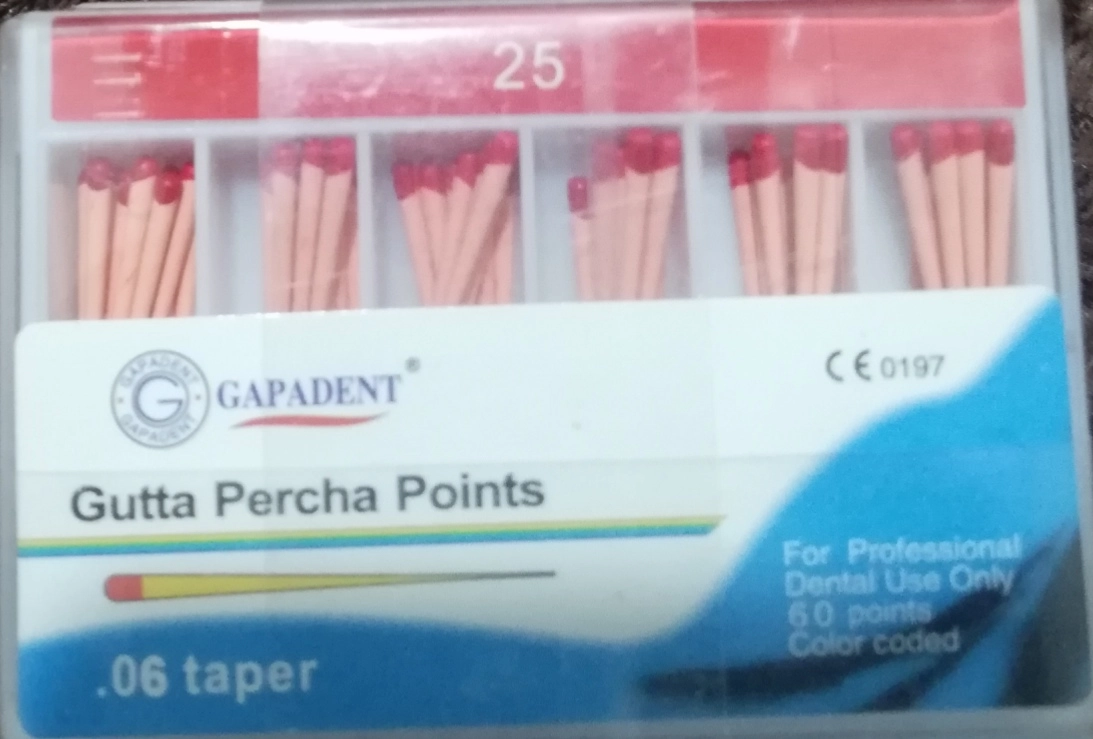 25
GAPADENT
GAPADENT
G
GAPADENT®
CE 0197
Gutta Percha Points
For Professional
Dental Use Only
60 points
Color coded
.06 taper